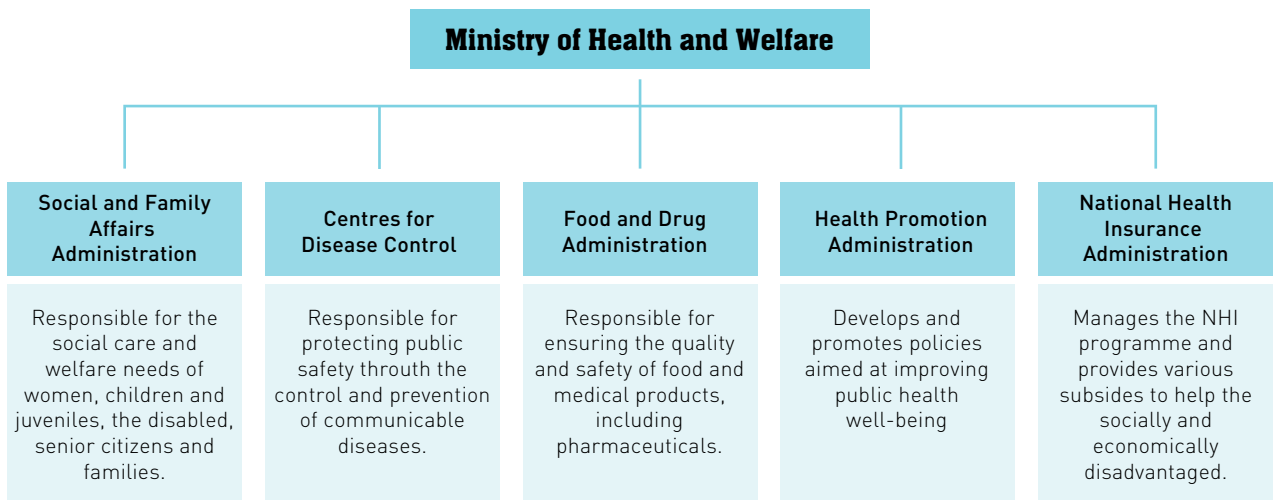 Ministry of Health and Welfare
Social and Family
Affairs
Administration
Responsible for the
social care and
welfare needs of
women, children and
juveniles, the disabled,
senior citizens and
families.
Centres for
Disease Control
Responsible for
protecting public
safety throuth the
control and prevention
of communicable
diseases.
Food and Drug
Administration
Responsible for
ensuring the quality
and safety of food and
medical products,
including
pharmaceuticals.
Health Promotion
Administration
Develops and
promotes policies
aimed at improving
public health
well-being
National Health
Insurance
Administration
Manages the NHI
programme and
provides various
subsides to help the
socially and
economically
disadvantaged.